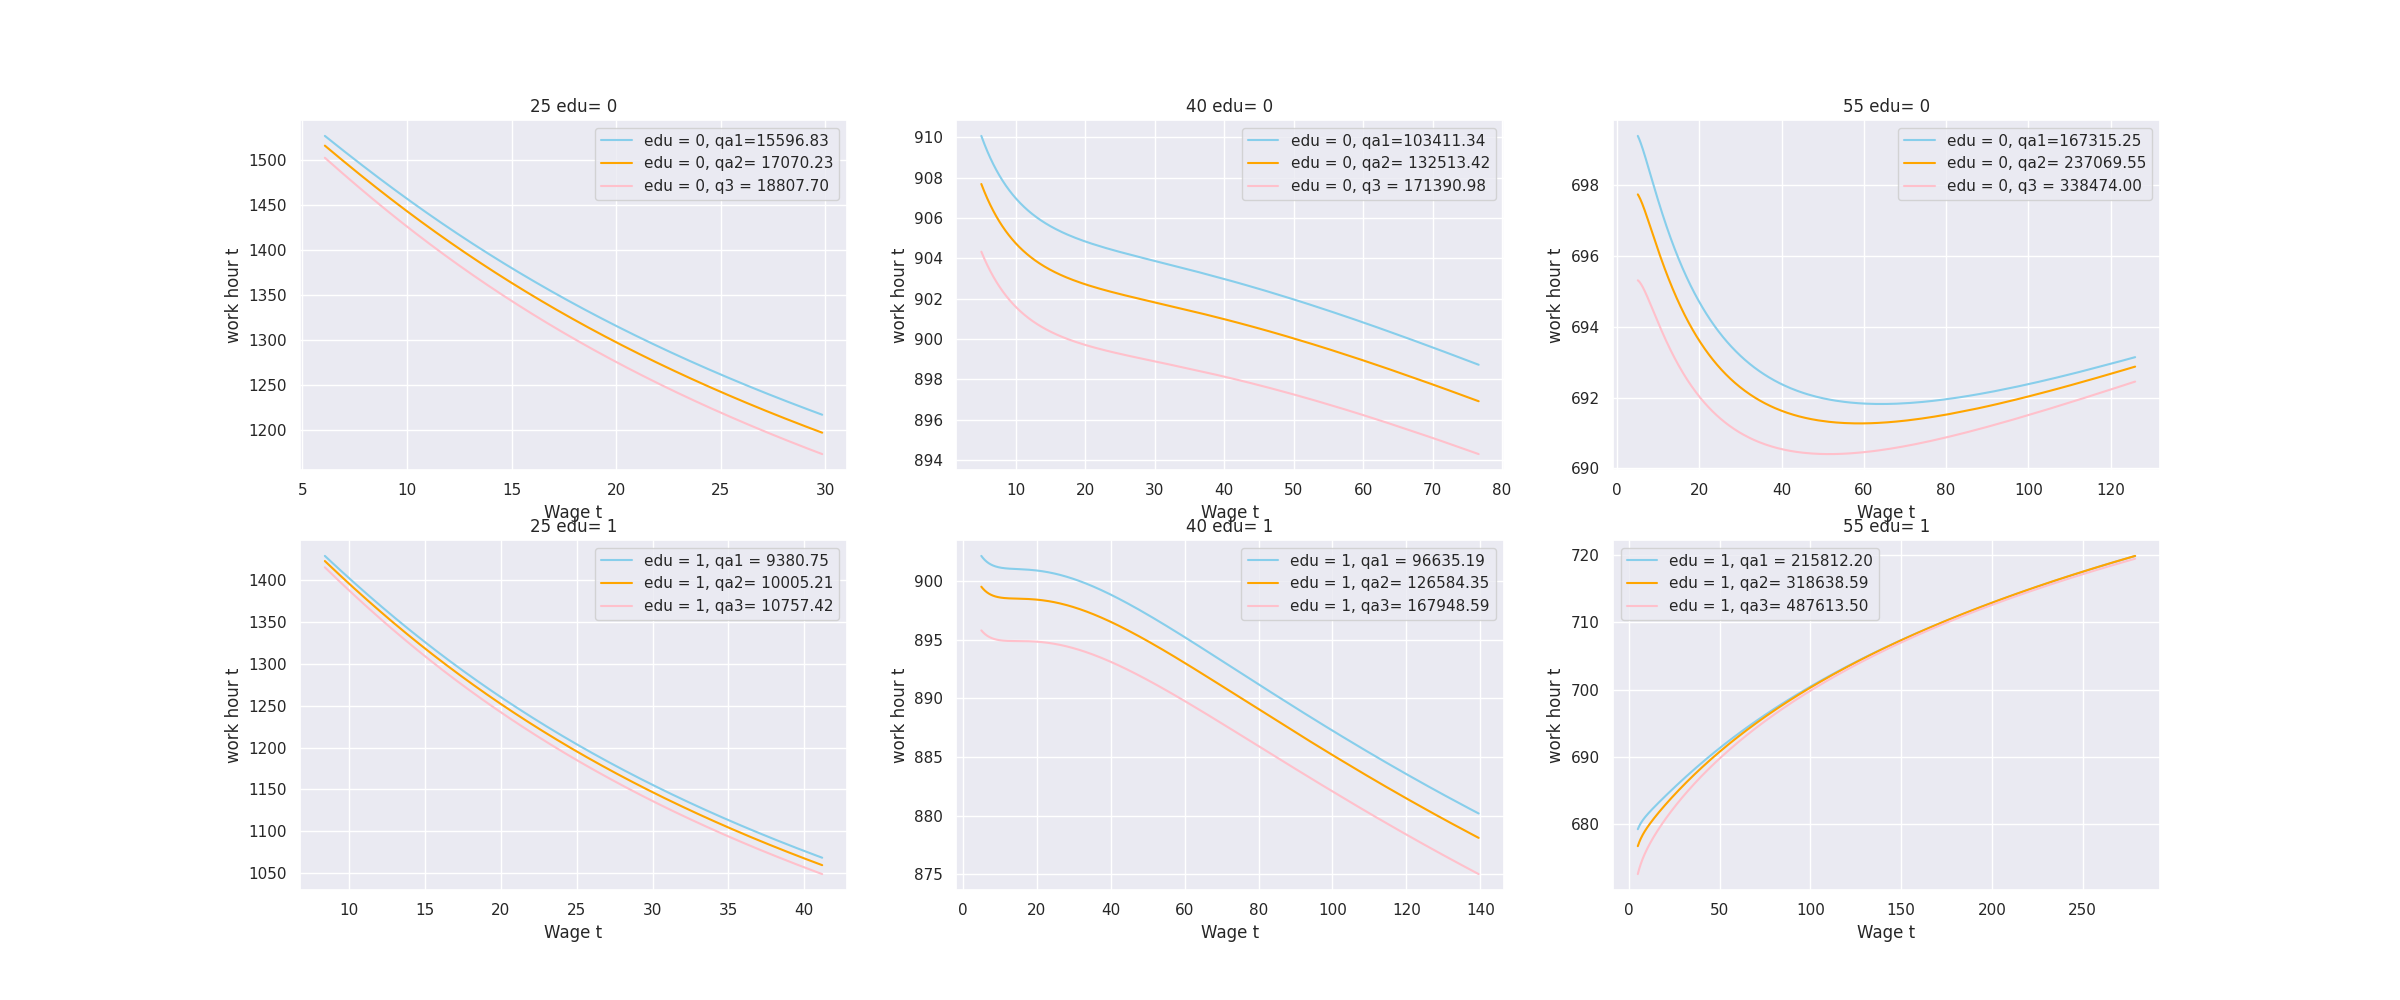 25 edu= 0
edu = 0, qa1=15596.83
edu = 0, qa2= 17070.23
edu = 0, q3 = 18807.70
1500
1450
1400
1350
1300
1250
1200
work hour t
5 10 15 20 25 30
Wage t
40 edu= 0
edu = 0, qa1=103411.34
edu = 0, qa2= 132513.42
edu = 0, q3 = 171390.98
910
908
906
904
902
900
898
896
894
work hour t
10 20 30 40 50 60 70 80
Wage t
55 edu= 0
edu = 0, qa1=167315.25
edu = 0, qa2= 237069.55
edu = 0, q3 = 338474.00
698
696
694
692
690
work hour t
0 20 40 60 80 100 120
Wage t
25 edu= 1
edu = 1, qa1 = 9380.75
edu = 1, qa2= 10005.21
edu = 1, qa3= 10757.42
1400
1350
1300
1250
1200
1150
1100
1050
work hour t
10 15 20 25 30 35 40
Wage t
40 edu= 1
edu = 1, qa1 = 96635.19
edu = 1, qa2= 126584.35
edu = 1, qa3= 167948.59
900
895
890
885
880
875
work hour t
0 20 40 60 80 100 120 140
Wage t
55 edu= 1
edu = 1, qa1 = 215812.20
edu = 1, qa2= 318638.59
edu = 1, qa3= 487613.50
720
710
700
690
680
work hour t
0 50 100 150 200 250
Wage t